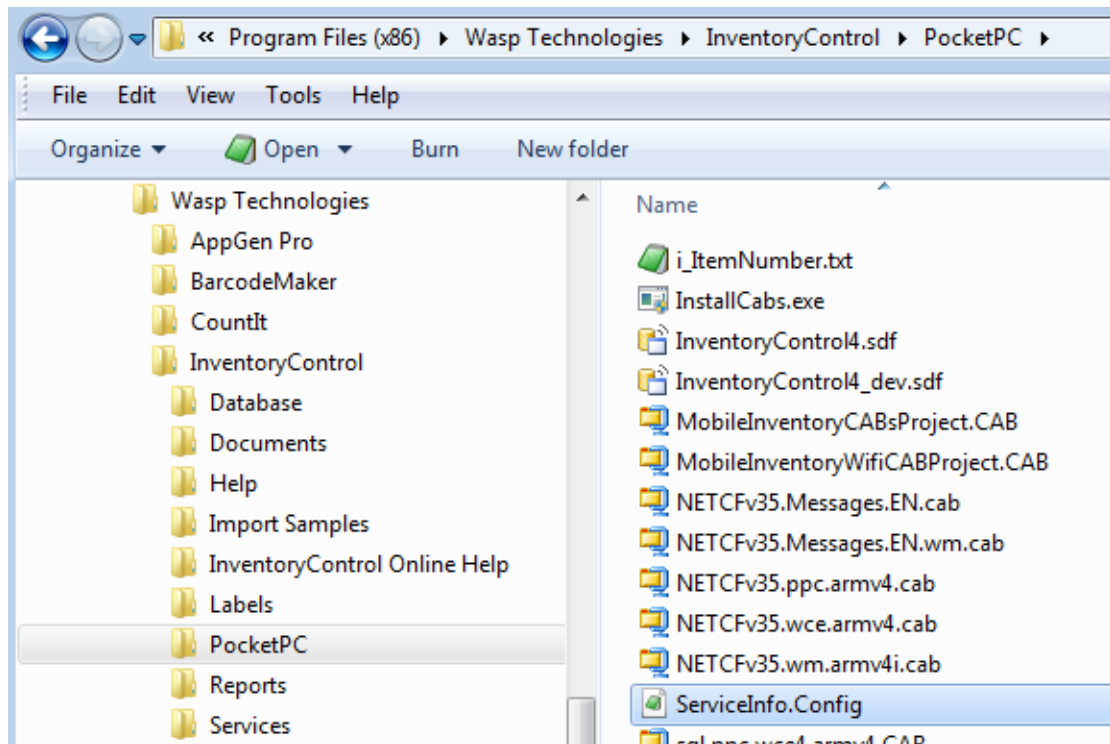 « Program Files (x86) ▸ Wasp Technologies ▸ InventoryControl ▸ PocketPC ▸
File Edit View Tools Help
Organize ▾ Open ▾ Burn New folder
Wasp Technologies
AppGen Pro
BarcodeMaker
CountIt
InventoryControl
Database
Documents
Help
Import Samples
InventoryControl Online Help
Labels
PocketPC
Reports
Services
Name
i_ItemNumber.txt
InstallCabs.exe
InventoryControl4.sdf
InventoryControl4_dev.sdf
MobileInventoryCABsProject.CAB
MobileInventoryWifiCABProject.CAB
NETCFv35.Messages.EN.cab
NETCFv35.Messages.EN.wm.cab
NETCFv35.ppc.armv4.cab
NETCFv35.wce.armv4.cab
NETCFv35.wm.armv4i.cab
ServiceInfo.Config